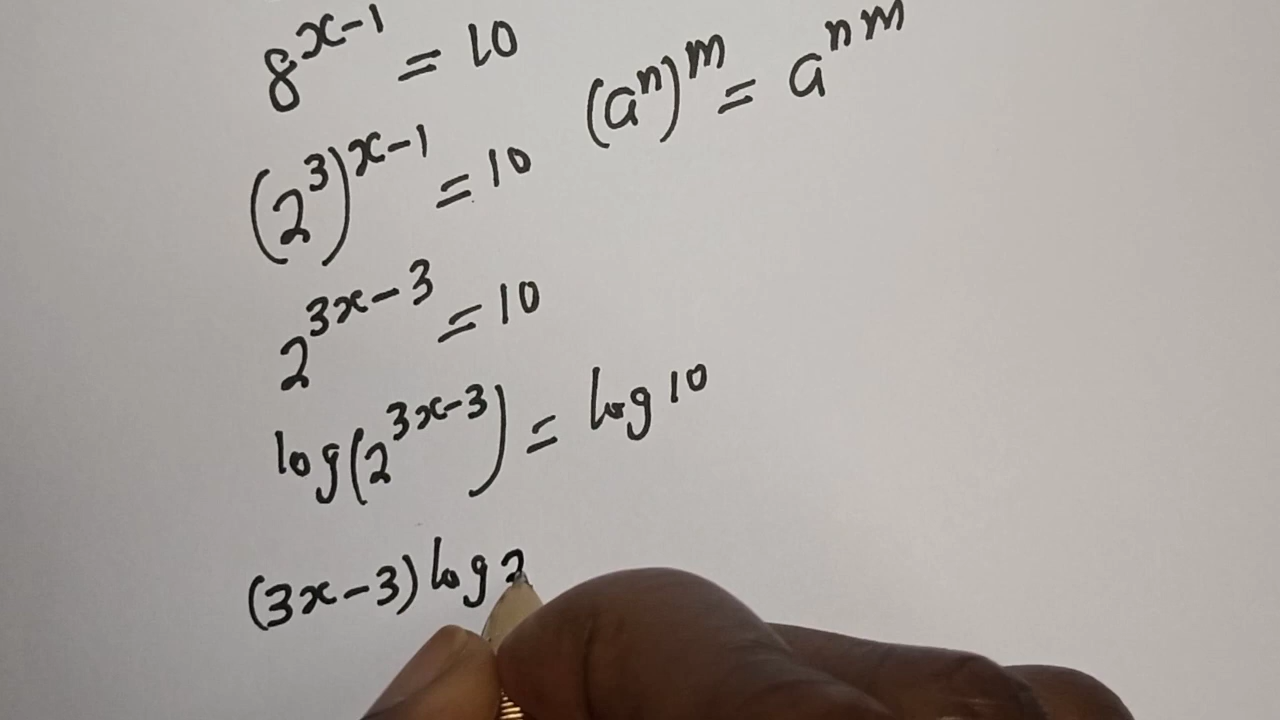 8^{x-1} = 10
(a^n)^m = a^{nm}
(2^3)^{x-1} = 10
2^{3x-3} = 10
log(2^{3x-3}) = log 10
(3x-3) log 2